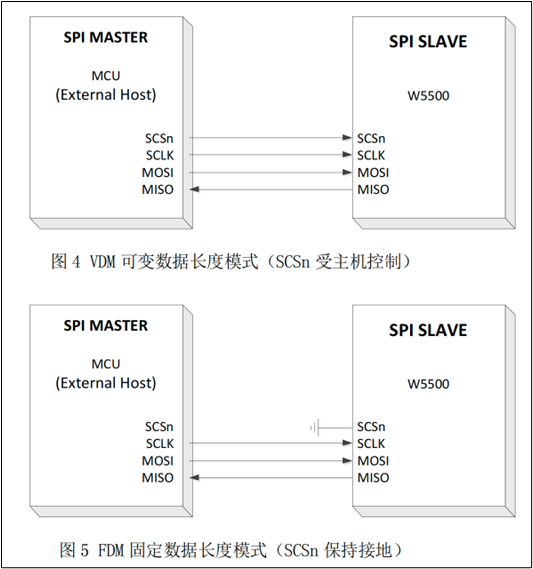 SPI MASTER
SPI SLAVE
MCU
(External Host)
W5500
SCSn
SCSn
SCLK
SCLK
MOSI
MOSI
MISO
MISO
图 4 VDM 可变数据长度模式（SCSn 受主机控制）
SPI MASTER
SPI SLAVE
MCU
(External Host)
W5500
SCSn
SCSn
SCLK
SCLK
MOSI
MOSI
MISO
MISO
图 5 FDM 固定数据长度模式（SCSn 保持接地）